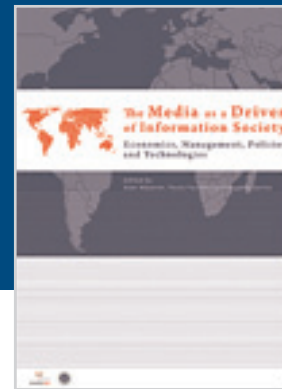 The Media as a Driver
of Information Society
Economics, Management, Policies
and Technologies